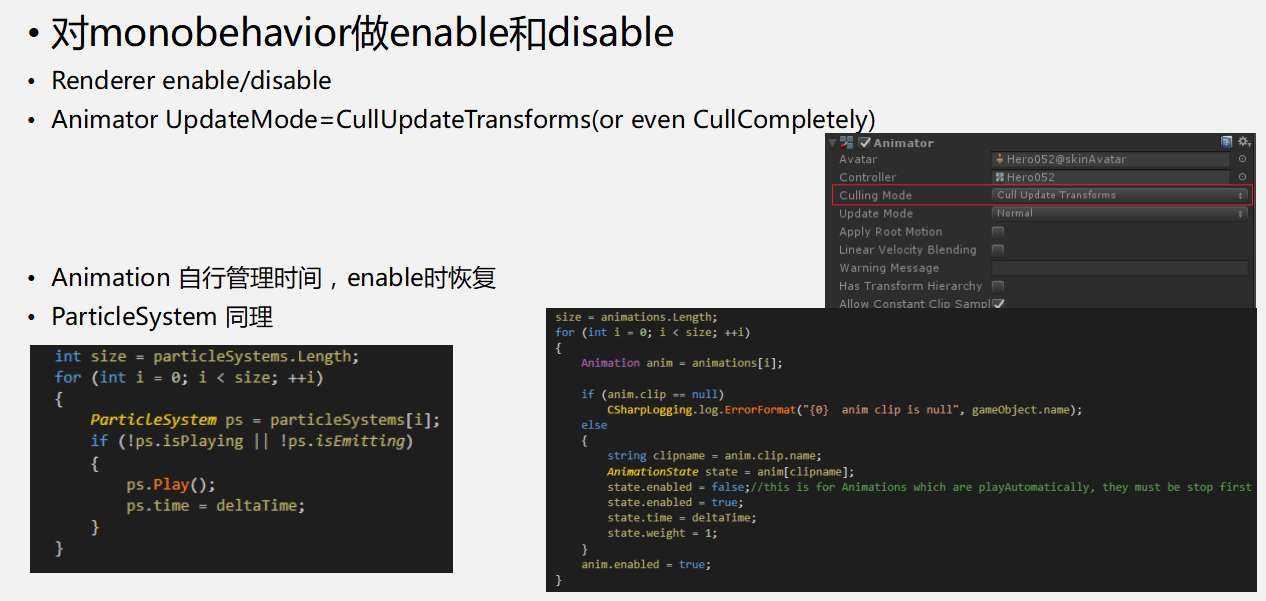 • 对monobehavior做enable和disable
• Renderer enable/disable
• Animator UpdateMode=CullUpdateTransforms(or even CullCompletely)
Animator
Avatar Hero052@skinAvatar
Controller Hero052
Culling Mode Cull Update Transforms
Update Mode Normal
Apply Root Motion
Linear Velocity Blending
Warning Message
Has Transform Hierarchy
Allow Constant Clip Sampl
• Animation 自行管理时间，enable时恢复
• ParticleSystem 同理
int size = particleSystems.Length;
for (int i = 0; i < size; ++i)
{
ParticleSystem ps = particleSystems[i];
if (!ps.isPlaying || !ps.isEmitting)
{
ps.Play();
ps.time = deltaTime;
}
}
size = animations.Length;
for (int i = 0; i < size; ++i)
{
Animation anim = animations[i];
if (anim.clip == null)
CSharpLogging.log.ErrorFormat("{0}  anim clip is null", gameObject.name);
else
{
string clipname = anim.clip.name;
AnimationState state = anim[clipname];
state.enabled = false;//this is for Animations which are playAutomatically, they must be stop first
state.enabled = true;
state.time = deltaTime;
state.weight = 1;
}
anim.enabled = true;
}